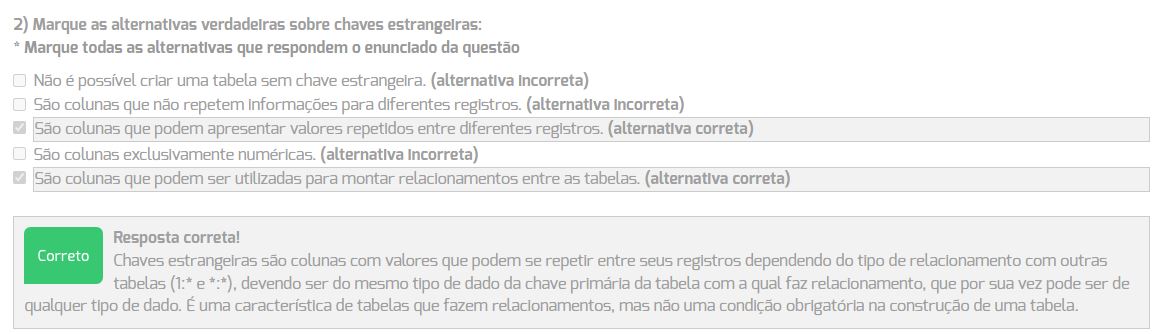 2) Marque as alternativas verdadeiras sobre chaves estrangeiras:
* Marque todas as alternativas que respondem o enunciado da questão
Não é possível criar uma tabela sem chave estrangeira. (alternativa incorreta)
São colunas que não repetem informações para diferentes registros. (alternativa incorreta)
São colunas que podem apresentar valores repetidos entre diferentes registros. (alternativa correta)
São colunas exclusivamente numéricas. (alternativa incorreta)
São colunas que podem ser utilizadas para montar relacionamentos entre as tabelas. (alternativa correta)
Correto
Resposta correta!
Chaves estrangeiras são colunas com valores que podem se repetir entre seus registros dependendo do tipo de relacionamento com outras
tabelas (1:* e *:*), devendo ser do mesmo tipo de dado da chave primária da tabela com a qual faz relacionamento, que por sua vez pode ser de
qualquer tipo de dado. É uma característica de tabelas que fazem relacionamentos, mas não uma condição obrigatória na construção de uma tabela.